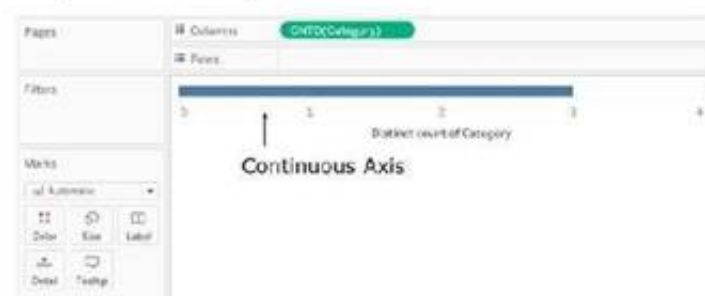 Pages
Columns
CNTD(Category)
Rows
Filters
0 1 2 3 4
Distinct count of Category
Continuous Axis
Marks
Automatic
Color Size Label
Detail Tooltip